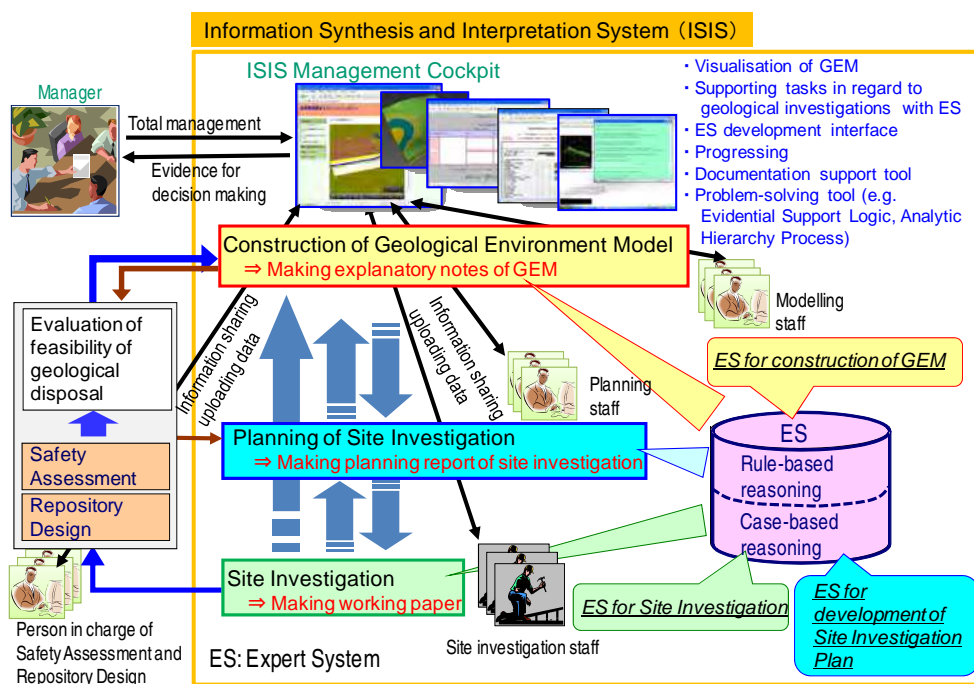 Information Synthesis and Interpretation System（ISIS）
ISIS Management Cockpit
Manager
Total management
Evidence for
decision making
・Visualisation of GEM
・Supporting tasks in regard to
geological investigations with ES
・ES development interface
・Progressing
・Documentation support tool
・Problem-solving tool (e.g.
Evidential Support Logic, Analytic
Hierarchy Process)
Construction of Geological Environment Model
⇒ Making explanatory notes of GEM
Modelling
staff
Evaluation of
feasibility of
geological
disposal
Safety
Assessment
Repository
Design
Information sharing
uploading data
Information sharing
uploading data
Information sharing
Planning
staff
Planning of Site Investigation
⇒ Making planning report of site investigation
Site Investigation
⇒ Making working paper
Site investigation staff
Person in charge of
Safety Assessment and
Repository Design
ES: Expert System
ES for construction of GEM
ES
Rule-based
reasoning
Case-based
reasoning
ES for Site Investigation
ES for
development of
Site Investigation
Plan